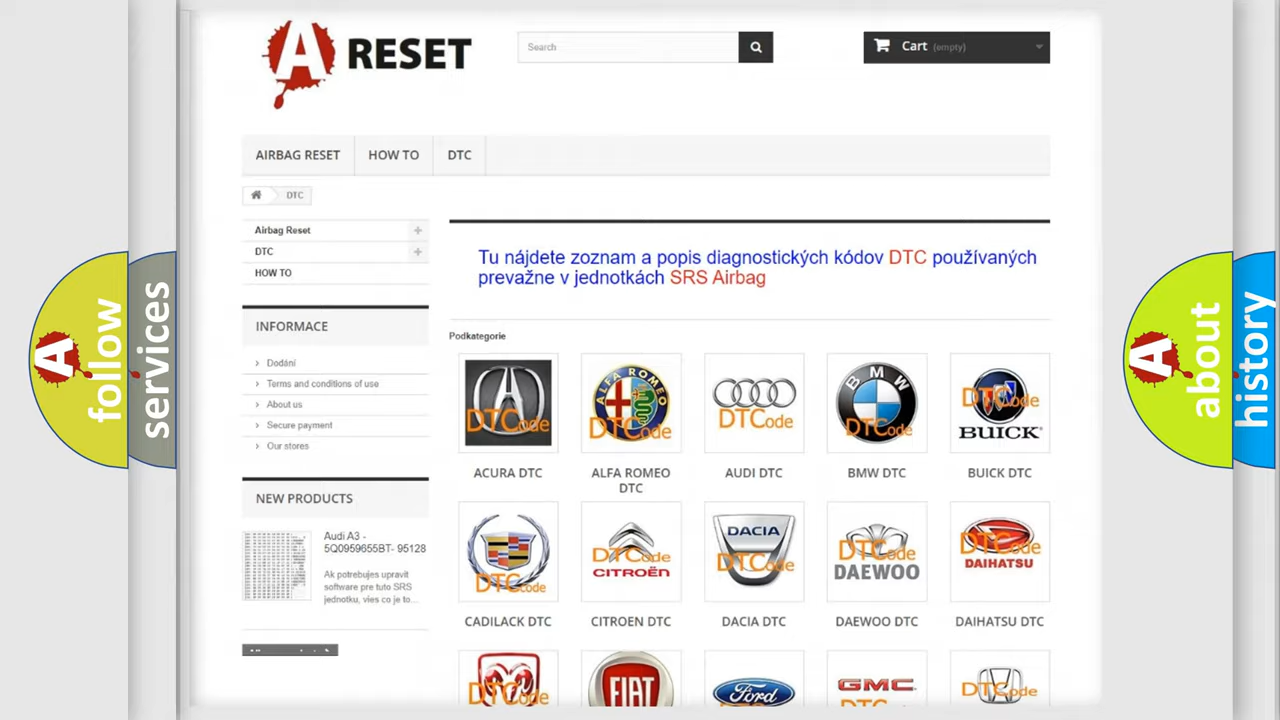 A RESET
Search
Cart (empty)
AIRBAG RESET
HOW TO
DTC
DTC
Airbag Reset
DTC
HOW TO
INFORMACE
Dodání
Terms and conditions of use
About us
Secure payment
Our stores
NEW PRODUCTS
Audi A3 -
5Q0959655BT- 95128
Ak potrebujes upravit
software pre tuto SRS
jednotku, vies co je to...
Tu nájdete zoznam a popis diagnostických kódov DTC používaných
prevažne v jednotkách SRS Airbag
Podkategorie
DTCode
ALFA ROMEO
DTCode
DTCode
BMW
DTCode
DTCode
BUICK
ACURA DTC
ALFA ROMEO
DTC
AUDI DTC
BMW DTC
BUICK DTC
DTCode
DTCode
CITROËN
DACIA
DTCode
DTCode
DAEWOO
DTCode
DAIHATSU
CADILACK DTC
CITROEN DTC
DACIA DTC
DAEWOO DTC
DAIHATSU DTC
DTCode
FIAT
Ford
GMC
DTCode
A follow
services
A about
history